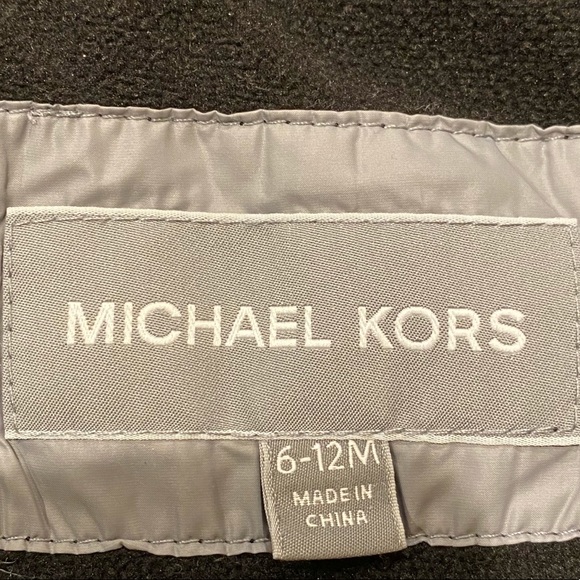 MICHAEL KORS
6-12M
MADE IN
CHINA